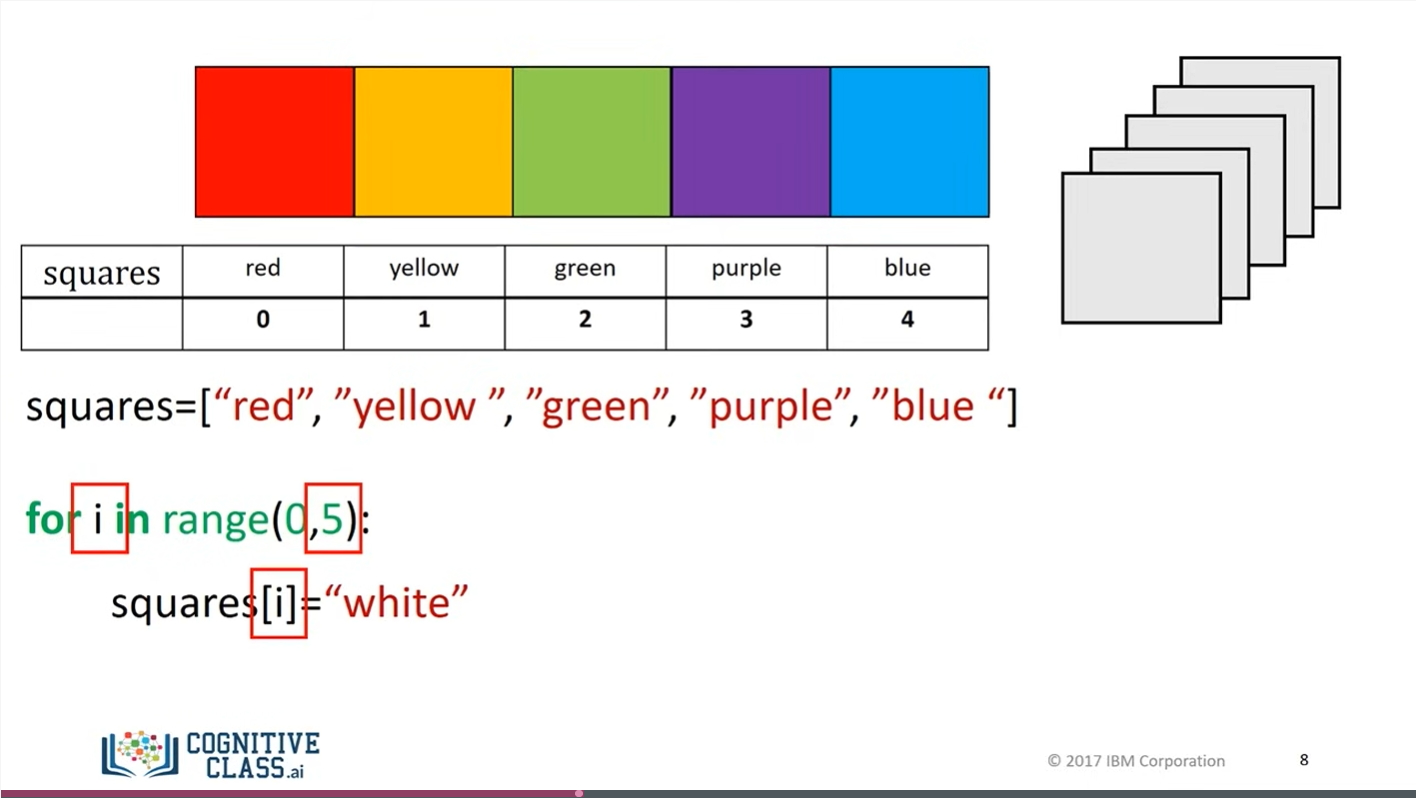 squares red yellow green purple blue
0 1 2 3 4
squares=[“red”, ”yellow ”, ”green”, ”purple”, ”blue “]
for i in range(0,5):
squares[i]=“white”
COGNITIVE
CLASS.ai
© 2017 IBM Corporation 8